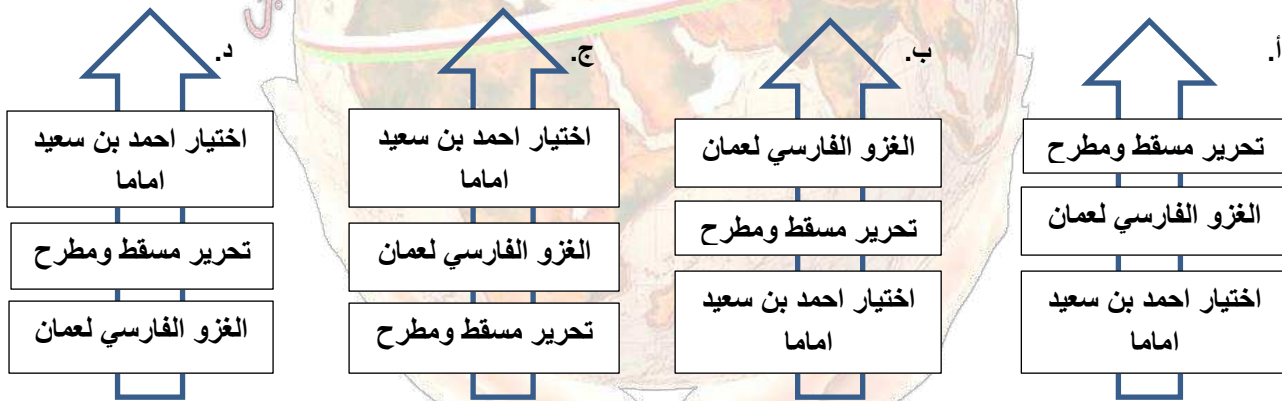 أ.
تحرير مسقط ومطرح
الغزو الفارسي لعمان
اختيار احمد بن سعيد
اماما
ب.
الغزو الفارسي لعمان
تحرير مسقط ومطرح
اختيار احمد بن سعيد
اماما
ج.
اختيار احمد بن سعيد
اماما
الغزو الفارسي لعمان
تحرير مسقط ومطرح
د.
اختيار احمد بن سعيد
اماما
تحرير مسقط ومطرح
الغزو الفارسي لعمان